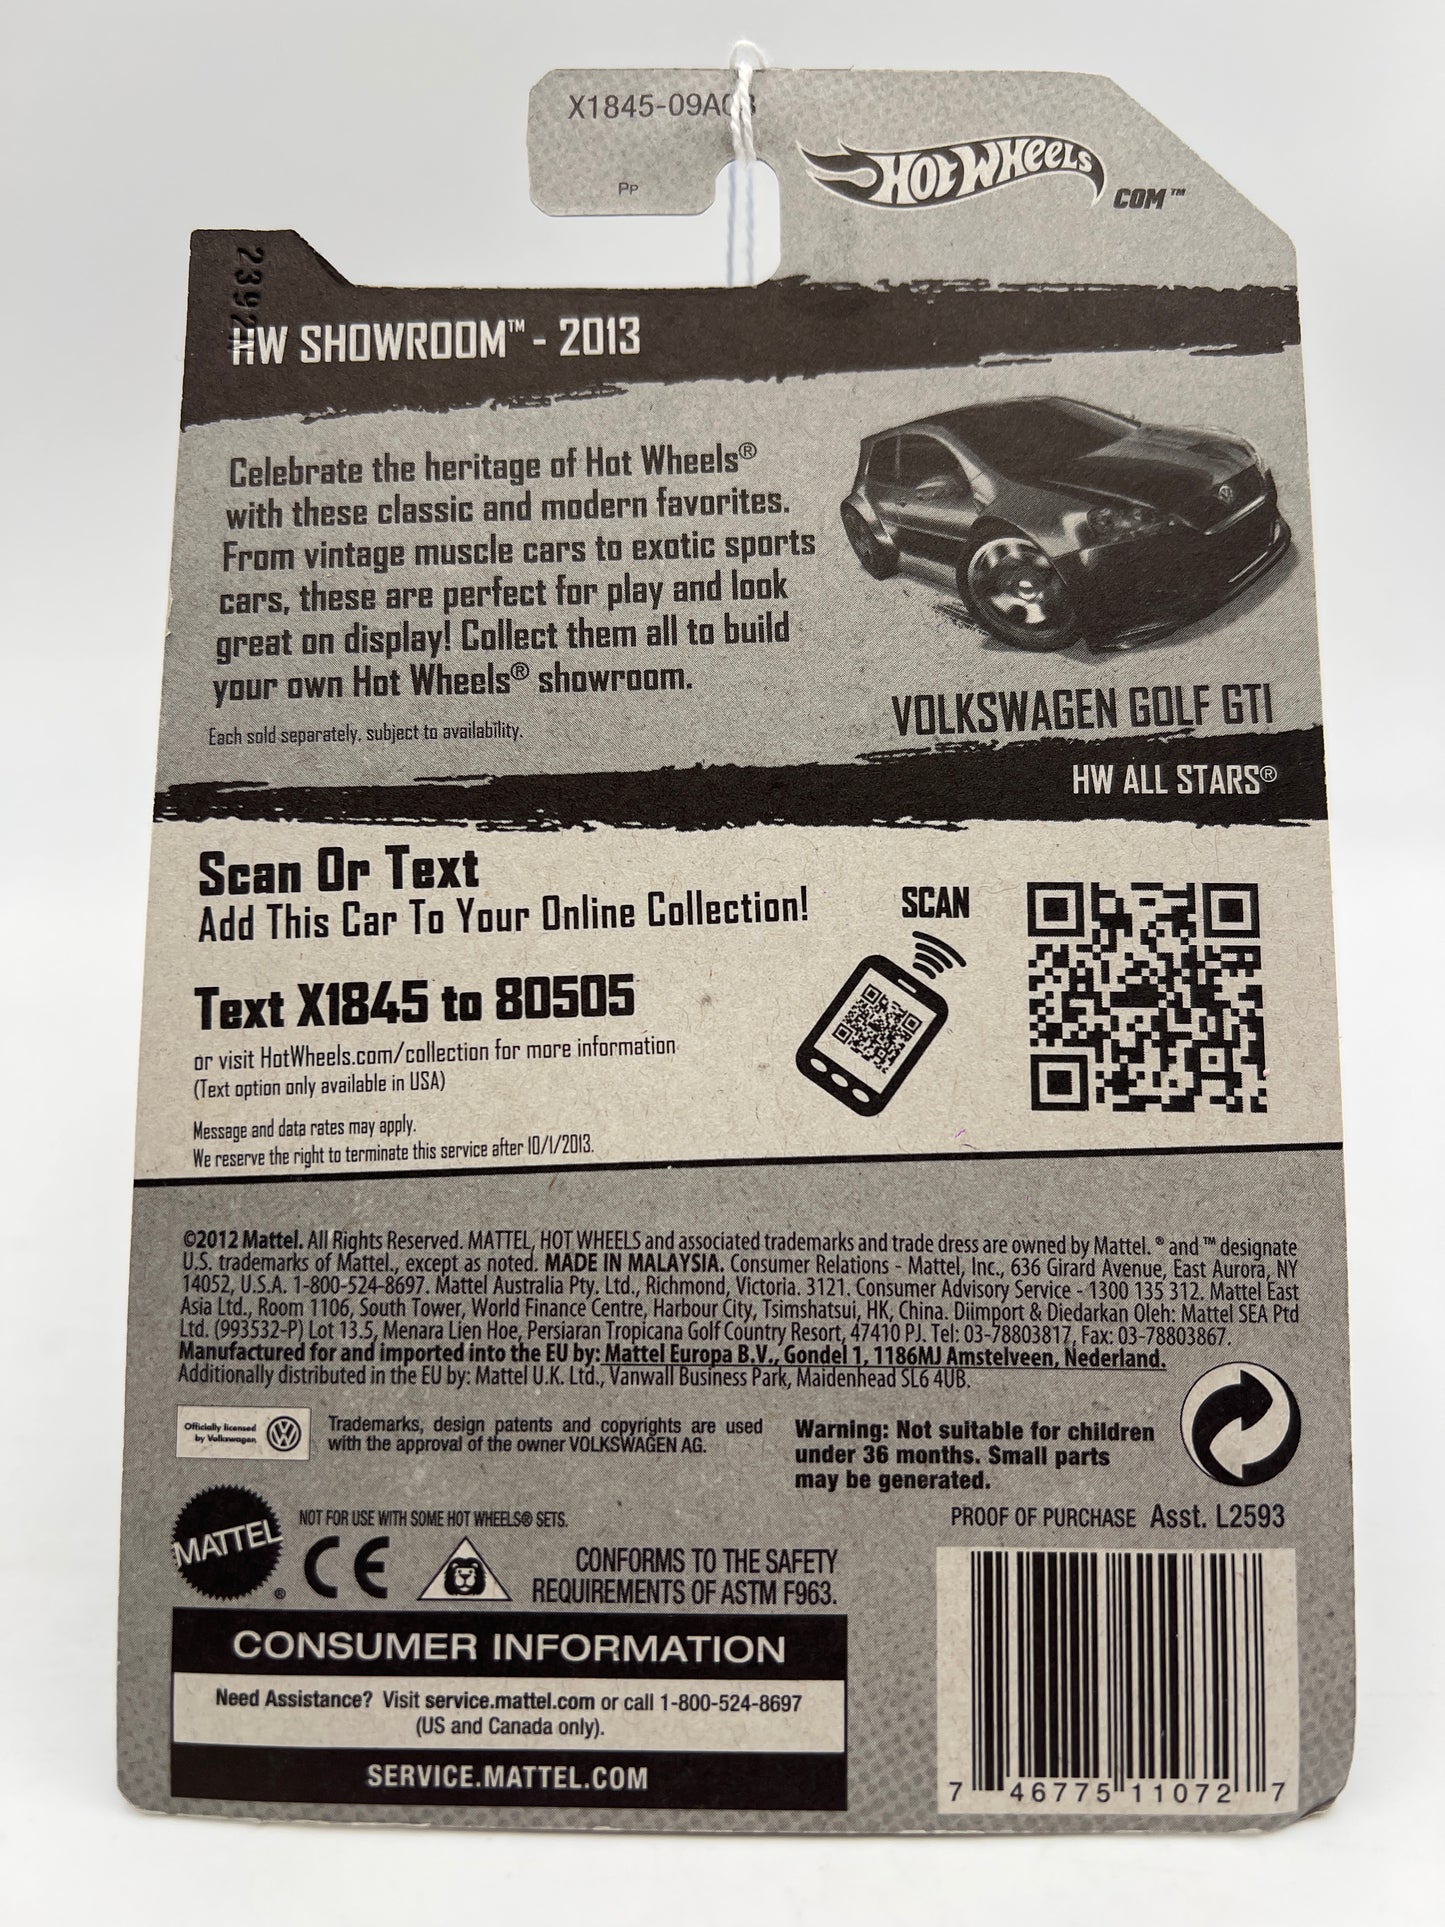 X1845-09A0
Pp
HOT WHEELS
.COM™
2392
HW SHOWROOM™ - 2013
Celebrate the heritage of Hot Wheels®
with these classic and modern favorites.
From vintage muscle cars to exotic sports
cars, these are perfect for play and look
great on display! Collect them all to build
your own Hot Wheels® showroom.
Each sold separately, subject to availability.
VOLKSWAGEN GOLF GTI
HW ALL STARS®
Scan Or Text
Add This Car To Your Online Collection!
SCAN
Text X1845 to 80505
or visit HotWheels.com/collection for more information
(Text option only available in USA)
Message and data rates may apply.
We reserve the right to terminate this service after 10/1/2013.
©2012 Mattel. All Rights Reserved. MATTEL, HOT WHEELS and associated trademarks and trade dress are owned by Mattel. ® and ™ designate
U.S. trademarks of Mattel., except as noted. MADE IN MALAYSIA. Consumer Relations - Mattel, Inc., 636 Girard Avenue, East Aurora, NY
14052, U.S.A. 1-800-524-8697. Mattel Australia Pty. Ltd., Richmond, Victoria. 3121. Consumer Advisory Service - 1300 135 312. Mattel East
Asia Ltd., Room 1106, South Tower, World Finance Centre, Harbour City, Tsimshatsui, HK, China. Diimport & Diedarkan Oleh: Mattel SEA Ptd
Ltd. (993532-P) Lot 13.5, Menara Lien Hoe, Persiaran Tropicana Golf Country Resort, 47410 PJ. Tel: 03-78803817, Fax: 03-78803867.
Manufactured for and imported into the EU by: Mattel Europa B.V., Gondel 1, 1186MJ Amstelveen, Nederland.
Additionally distributed in the EU by: Mattel U.K. Ltd., Vanwall Business Park, Maidenhead SL6 4UB.
Officially licensed
by Volkswagen
Trademarks, design patents and copyrights are used
with the approval of the owner VOLKSWAGEN AG.
Warning: Not suitable for children
under 36 months. Small parts
may be generated.
PROOF OF PURCHASE Asst. L2593
MATTEL®
NOT FOR USE WITH SOME HOT WHEELS® SETS.
CE
CONFORMS TO THE SAFETY
REQUIREMENTS OF ASTM F963.
CONSUMER INFORMATION
Need Assistance? Visit service.mattel.com or call 1-800-524-8697
(US and Canada only).
SERVICE.MATTEL.COM
7 46775 11072 7